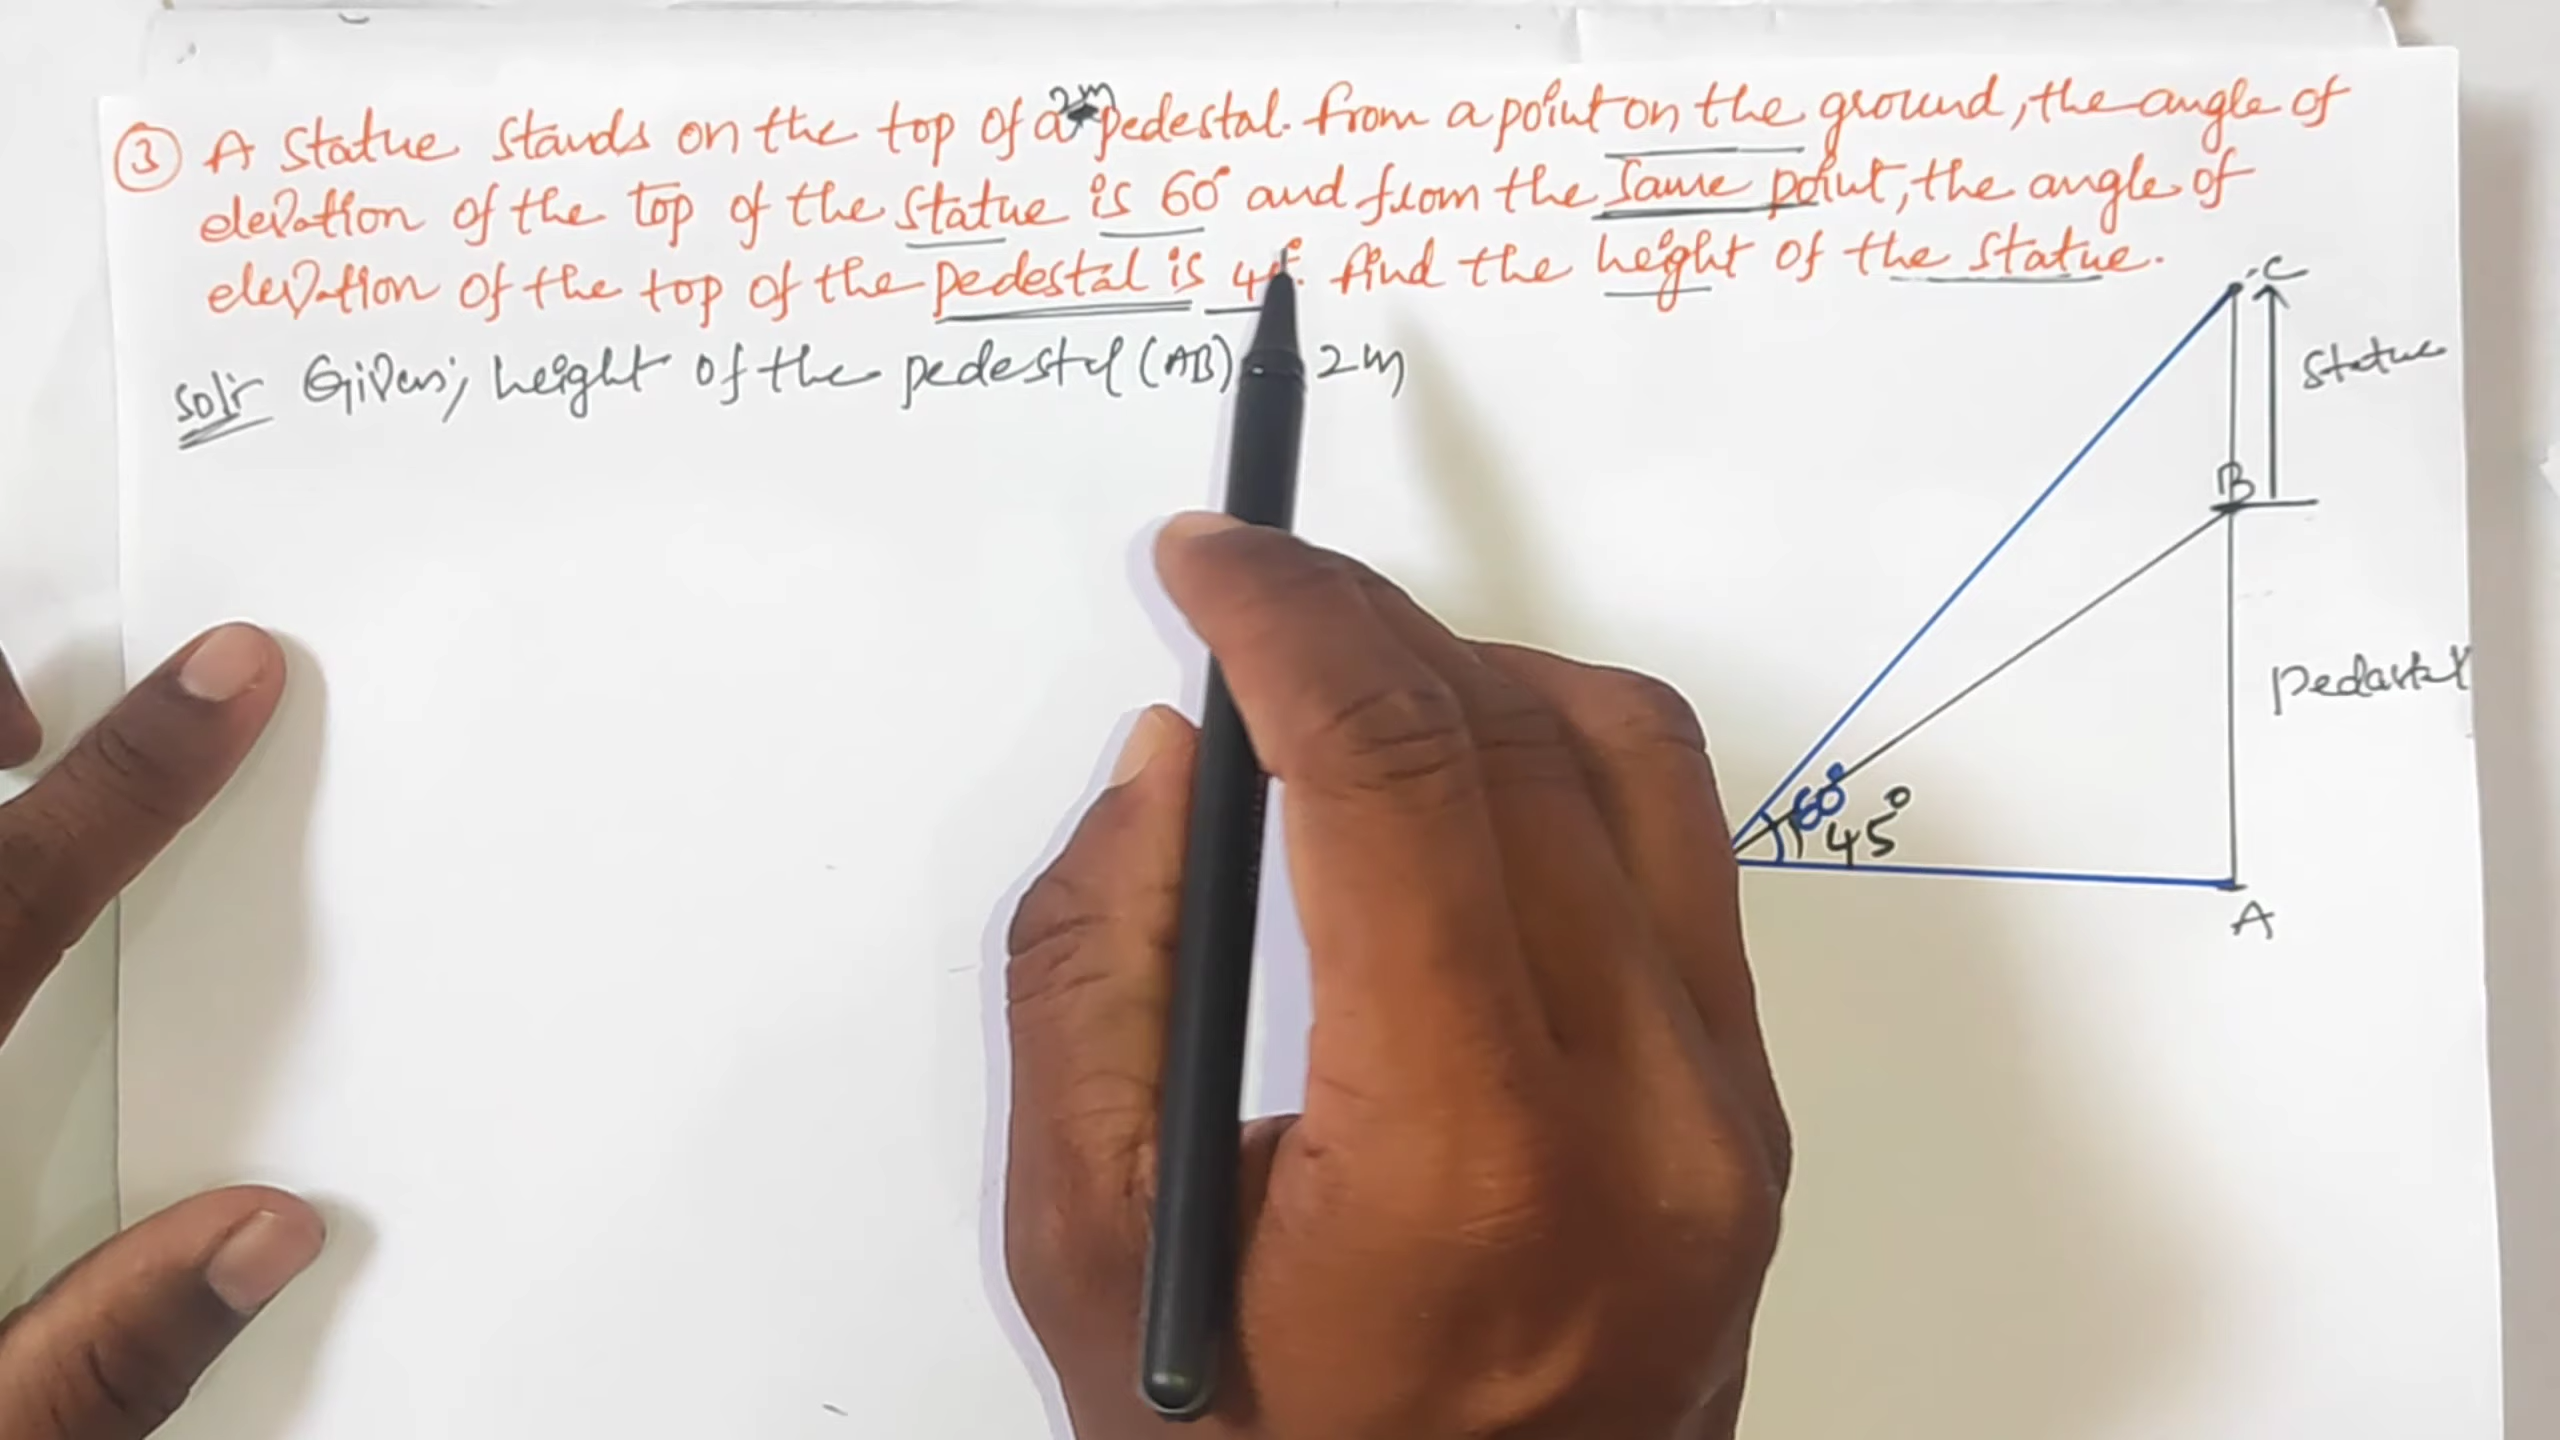 ③ A statue stands on the top of a 2m pedestal. from a point on the ground, the angle of
elevation of the top of the statue is 60° and from the same point, the angle of
elevation of the top of the pedestal is find the height of the statue.
Sol:- Given; height of the pedestal (AB) 2m
C
Statue
B
Pedastal
60°
45°
A